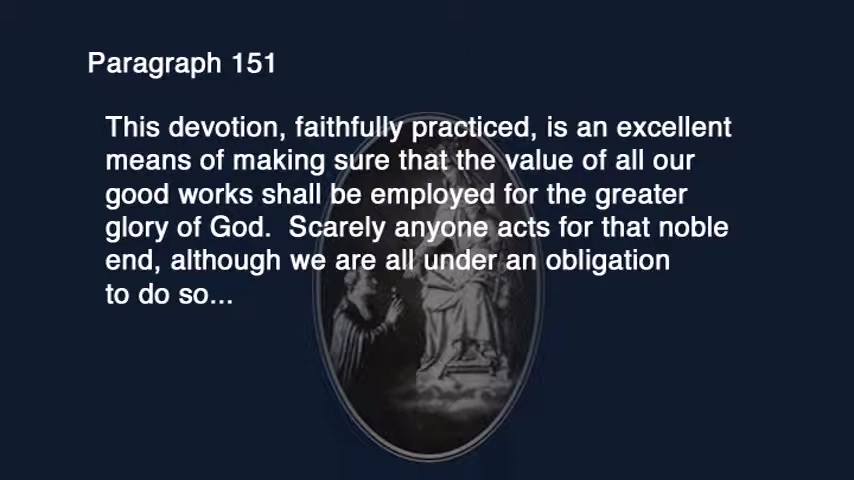 Paragraph 151
This devotion, faithfully practiced, is an excellent
means of making sure that the value of all our
good works shall be employed for the greater
glory of God.  Scarely anyone acts for that noble
end, although we are all under an obligation
to do so...